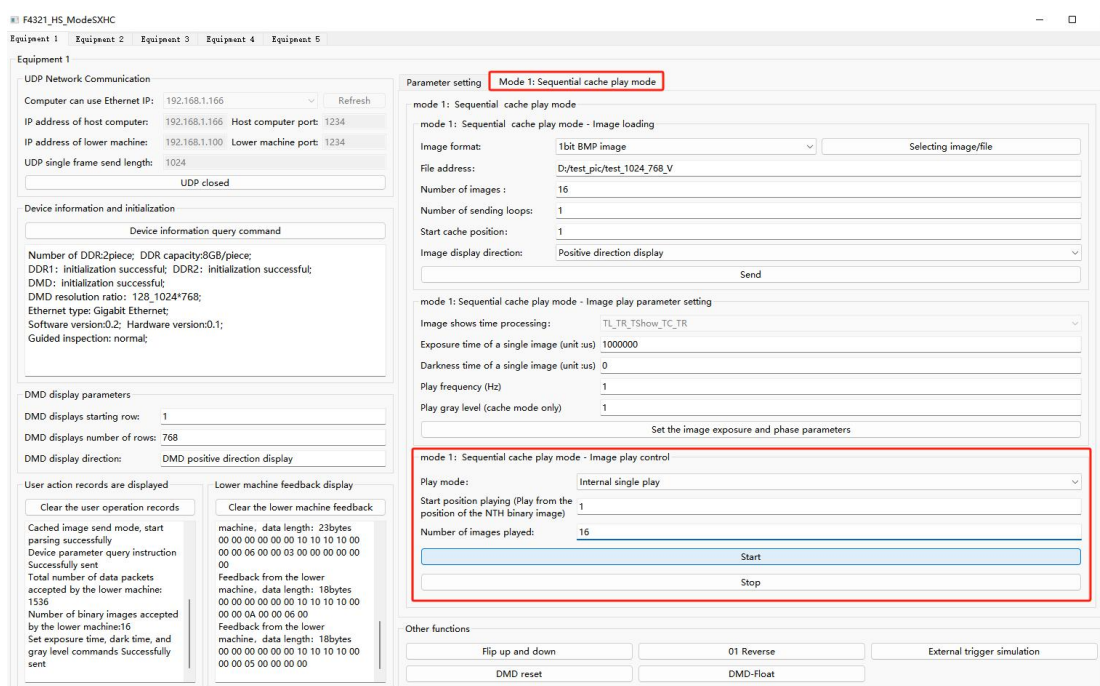 F4321_HS_ModeSXHC
Equipment 1 Equipment 2 Equipment 3 Equipment 4 Equipment 5
Equipment 1
UDP Network Communication
Computer can use Ethernet IP: 192.168.1.166 Refresh
IP address of host computer: 192.168.1.166 Host computer port: 1234
IP address of lower machine: 192.168.1.100 Lower machine port: 1234
UDP single frame send length: 1024
UDP closed
Device information and initialization
Device information query command
Number of DDR:2piece; DDR capacity:8GB/piece;
DDR1: initialization successful; DDR2: initialization successful;
DMD: initialization successful;
DMD resolution ratio: 128_1024*768;
Ethernet type: Gigabit Ethernet;
Software version:0.2; Hardware version:0.1;
Guided inspection: normal;
DMD display parameters
DMD displays starting row: 1
DMD displays number of rows: 768
DMD display direction: DMD positive direction display
User action records are displayed
Clear the user operation records
Cached image send mode, start
parsing successfully
Device parameter query instruction
Successfully sent
Total number of data packets
accepted by the lower machine:
1536
Number of binary images accepted
by the lower machine:16
Set exposure time, dark time, and
gray level commands Successfully
sent
Lower machine feedback display
Clear the lower machine feedback
machine, data length: 23bytes
00 00 00 00 00 00 10 10 10 10 00
00 00 06 00 00 03 00 00 00 00 00
00
Feedback from the lower
machine, data length: 18bytes
00 00 00 00 00 00 10 10 10 10 00
00 00 0A 00 00 06 00
Feedback from the lower
machine, data length: 18bytes
00 00 00 00 00 00 10 10 10 10 00
00 00 05 00 00 00 00
Parameter setting Mode 1: Sequential cache play mode
mode 1: Sequential cache play mode
mode 1: Sequential cache play mode - Image loading
Image format: 1bit BMP image Selecting image/file
File address: D:/test_pic/test_1024_768_V
Number of images : 16
Number of sending loops: 1
Start cache position: 1
Image display direction: Positive direction display
Send
mode 1: Sequential cache play mode - Image play parameter setting
Image shows time processing: TL_TR_TShow_TC_TR
Exposure time of a single image (unit :us) 1000000
Darkness time of a single image (unit :us) 0
Play frequency (Hz) 1
Play gray level (cache mode only) 1
Set the image exposure and phase parameters
mode 1: Sequential cache play mode - Image play control
Play mode: Internal single play
Start position playing (Play from the
position of the NTH binary image) 1
Number of images played: 16
Start
Stop
Other functions
Flip up and down 01 Reverse External trigger simulation
DMD reset DMD-Float